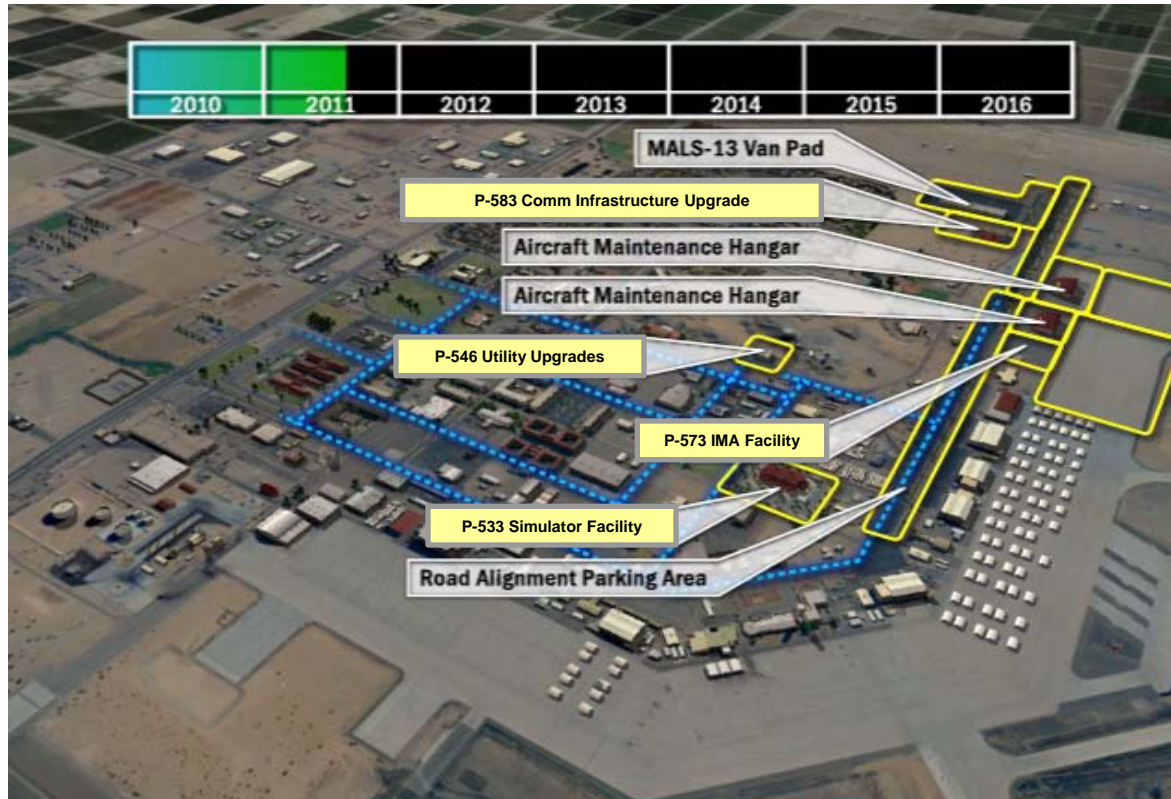 2010 2011 2012 2013 2014 2015 2016
MALS-13 Van Pad
P-583 Comm Infrastructure Upgrade
Aircraft Maintenance Hangar
Aircraft Maintenance Hangar
P-546 Utility Upgrades
P-573 IMA Facility
P-533 Simulator Facility
Road Alignment Parking Area